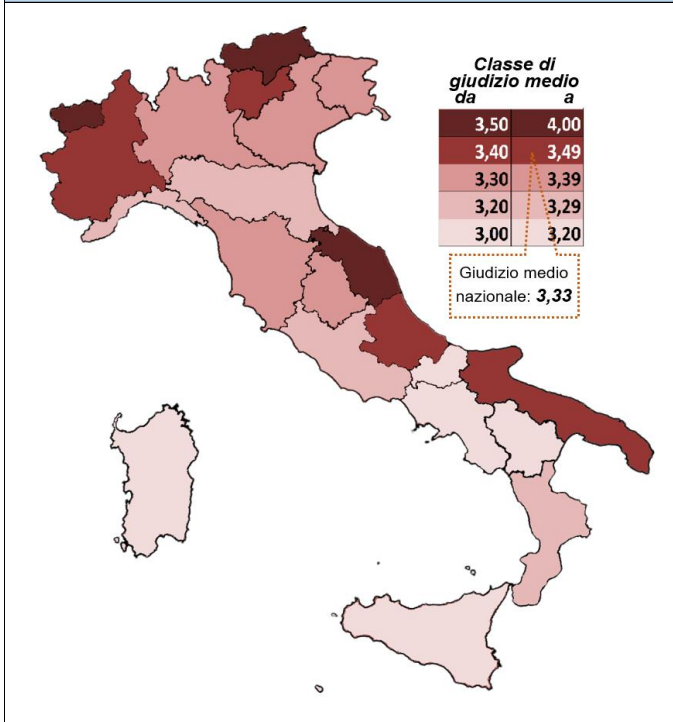 Classe di
giudizio medio
da a
3,50 4,00
3,40 3,49
3,30 3,39
3,20 3,29
3,00 3,20
Giudizio medio
nazionale: 3,33